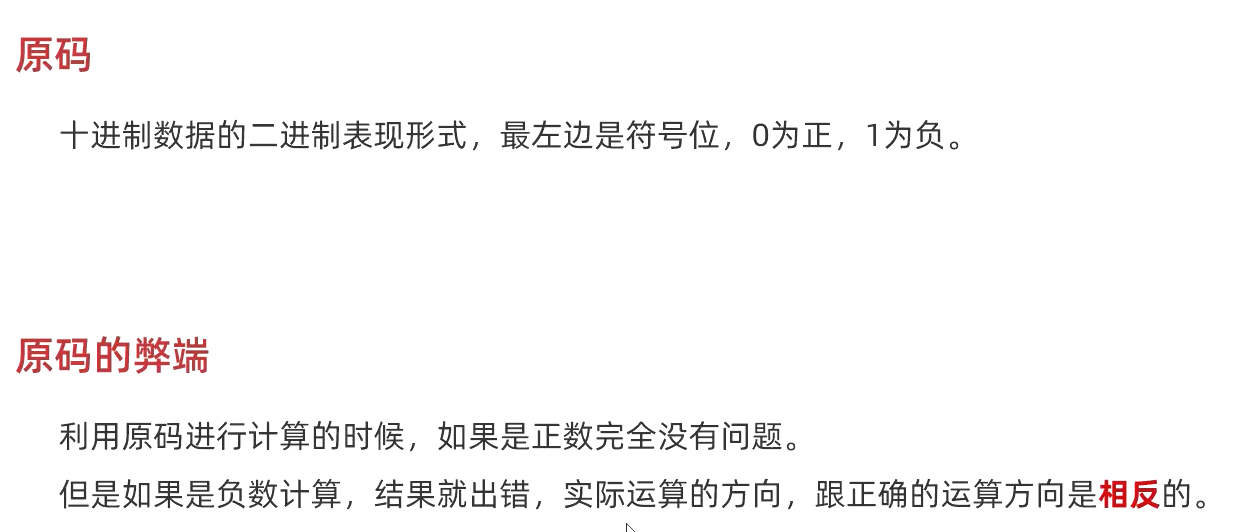 原码
十进制数据的二进制表现形式，最左边是符号位，0为正，1为负。
原码的弊端
利用原码进行计算的时候，如果是正数完全没有问题。
但是如果是负数计算，结果就出错，实际运算的方向，跟正确的运算方向是相反的。